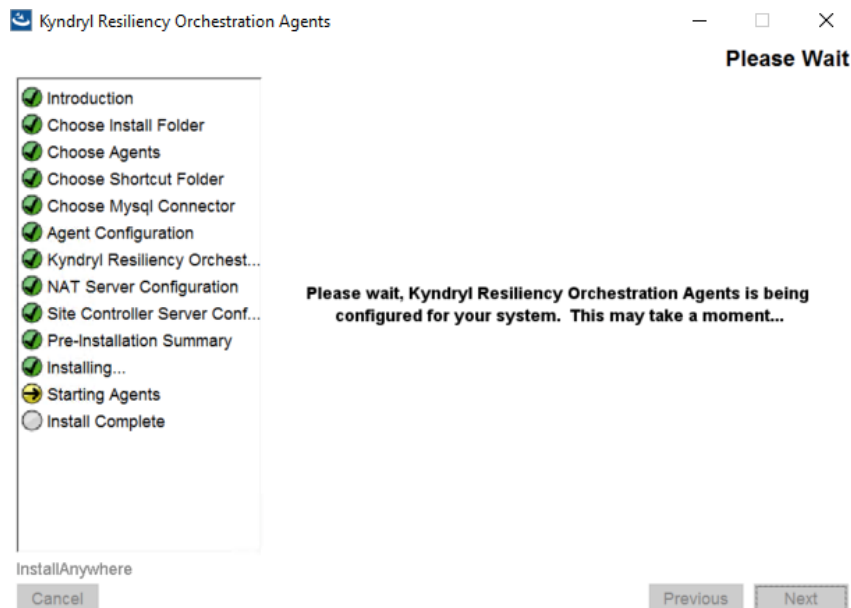 Kyndryl Resiliency Orchestration Agents
Please Wait
Introduction
Choose Install Folder
Choose Agents
Choose Shortcut Folder
Choose Mysql Connector
Agent Configuration
Kyndryl Resiliency Orchest...
NAT Server Configuration
Site Controller Server Conf...
Pre-Installation Summary
Installing...
Starting Agents
Install Complete
Please wait, Kyndryl Resiliency Orchestration Agents is being
configured for your system. This may take a moment...
InstallAnywhere
Cancel
Previous
Next